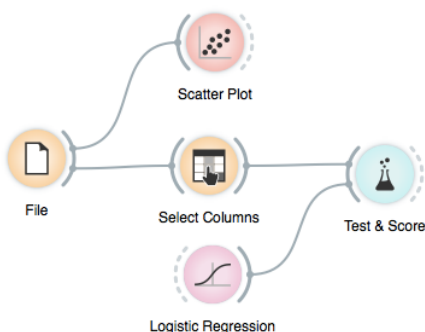 Scatter Plot
File
Select Columns
Test & Score
Logistic Regression